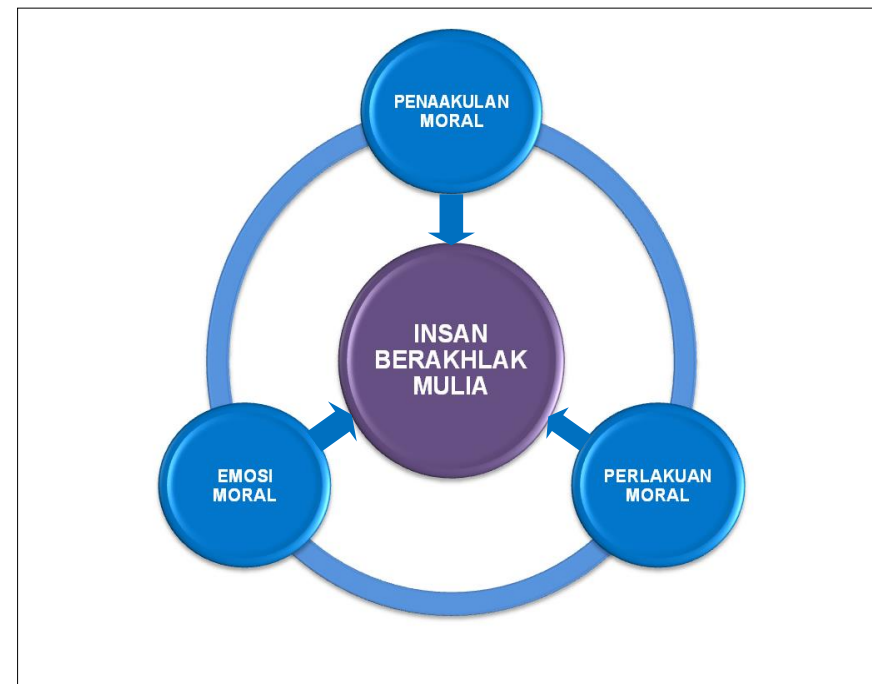 PENAAKULAN
MORAL
INSAN
BERAKHLAK
MULIA
EMOSI
MORAL
PERLAKUAN
MORAL